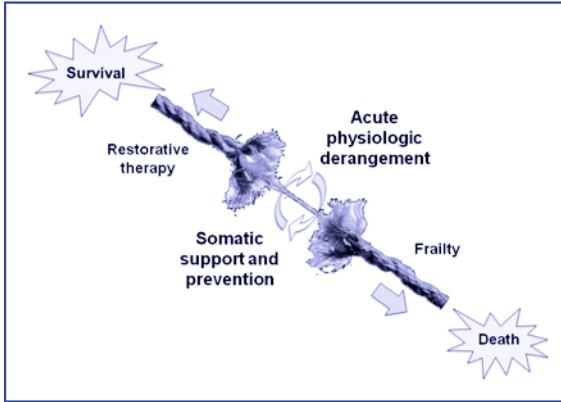 Survival
Acute
physiologic
derangement
Restorative
therapy
Somatic
support and
prevention
Frailty
Death